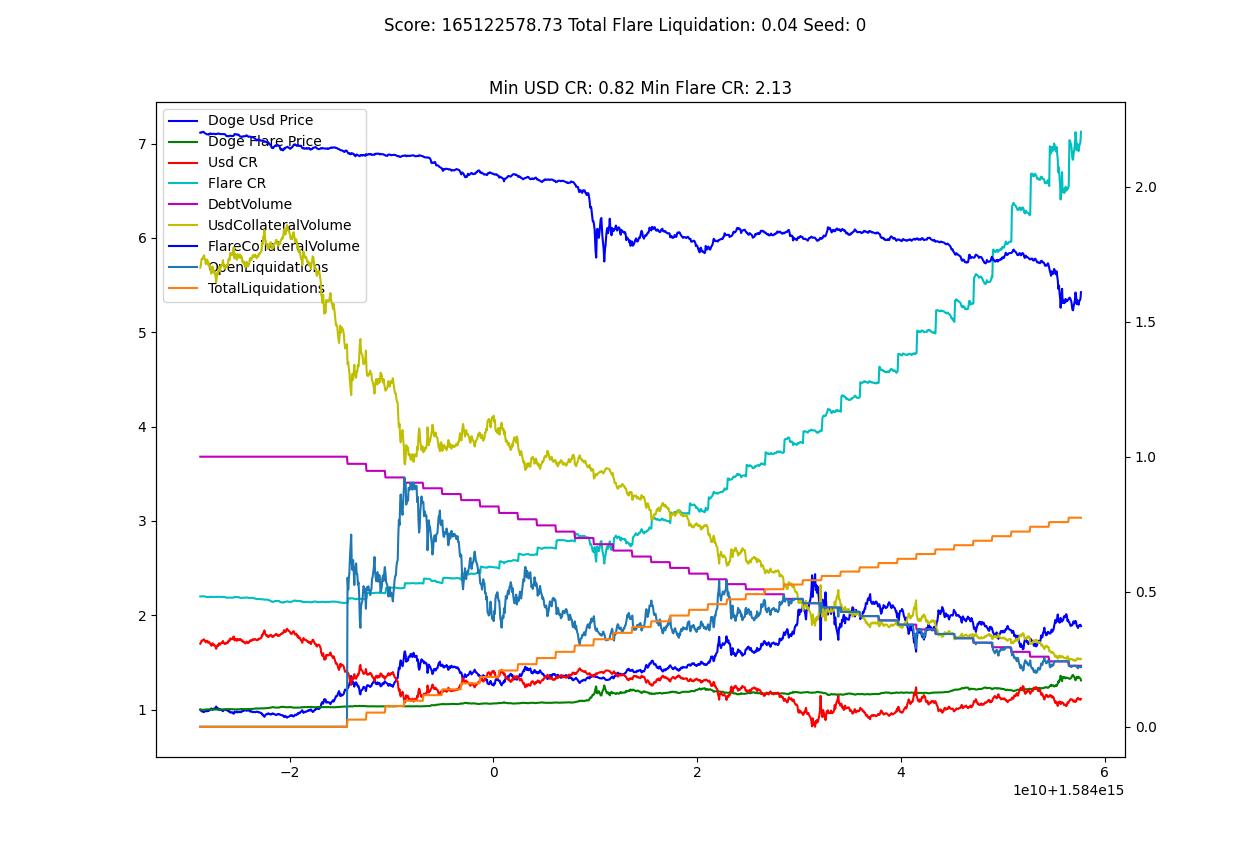 Score: 165122578.73 Total Flare Liquidation: 0.04 Seed: 0
Min USD CR: 0.82 Min Flare CR: 2.13
Doge Usd Price
Doge Flare Price
Usd CR
Flare CR
DebtVolume
UsdCollateralVolume
FlareCollateralVolume
OpenLiquidations
TotalLiquidations
7
6
5
4
3
2
1
2.0
1.5
1.0
0.5
0.0
−2
0
2
4
6
1e10+1.584e15